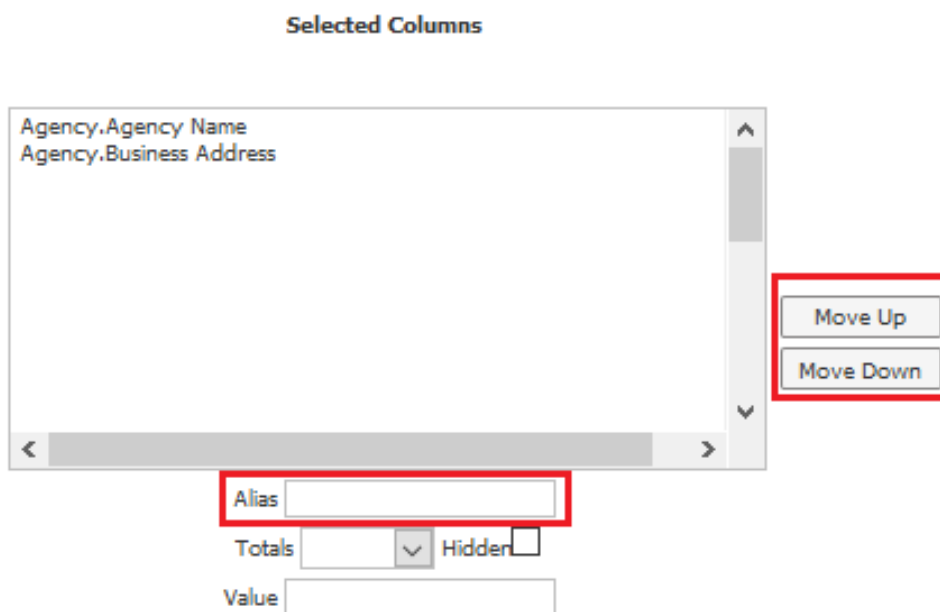 Selected Columns
Agency.Agency Name
Agency.Business Address
Move Up
Move Down
Alias
Totals Hidden
Value